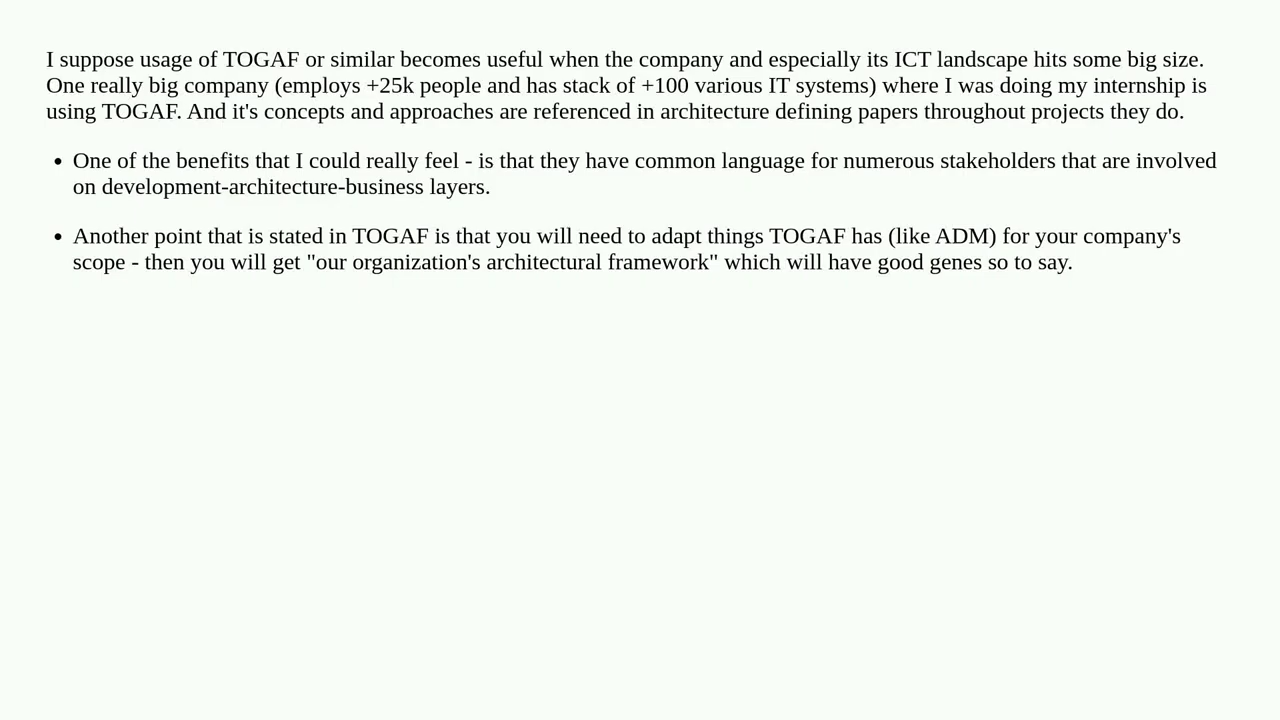 I suppose usage of TOGAF or similar becomes useful when the company and especially its ICT landscape hits some big size.
One really big company (employs +25k people and has stack of +100 various IT systems) where I was doing my internship is
using TOGAF. And it's concepts and approaches are referenced in architecture defining papers throughout projects they do.
• One of the benefits that I could really feel - is that they have common language for numerous stakeholders that are involved
on development-architecture-business layers.
• Another point that is stated in TOGAF is that you will need to adapt things TOGAF has (like ADM) for your company's
scope - then you will get "our organization's architectural framework" which will have good genes so to say.